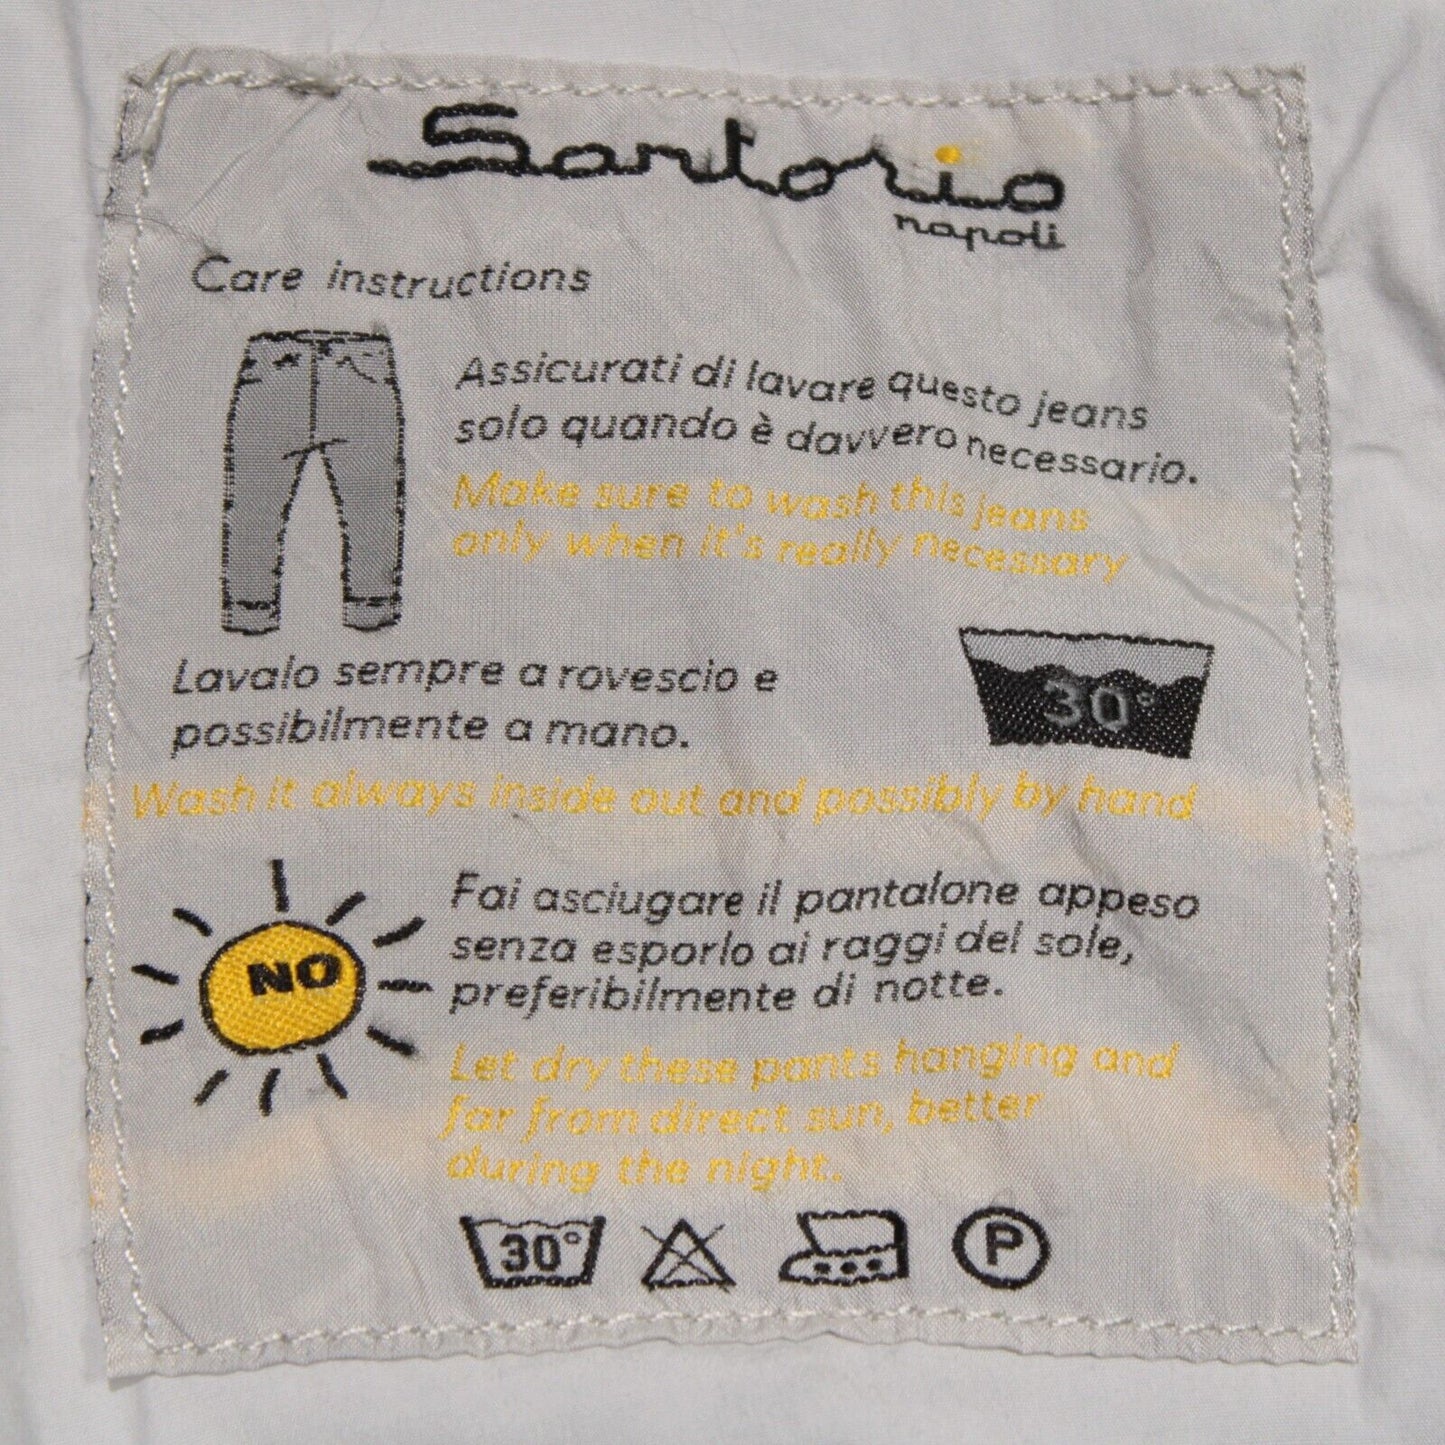 Sartorio
napoli
Care instructions
Assicurati di lavare questo jeans
solo quando è davvero necessario.
Make sure to wash this jeans
only when it's really necessary
30°
Lavalo sempre a rovescio e
possibilmente a mano.
Wash it always inside out and possibly by hand
NO
Fai asciugare il pantalone appeso
senza esporlo ai raggi del sole,
preferibilmente di notte.
Let dry these pants hanging and
far from direct sun, better
during the night.
30° P